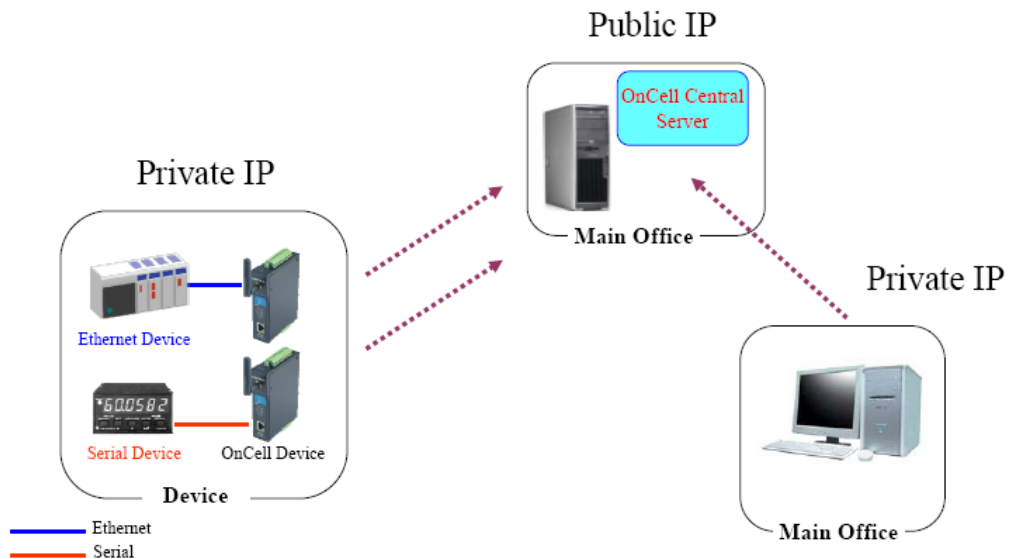 Public IP
OnCell Central
Server
Main Office
Private IP
Ethernet Device
60.0582
Serial Device
OnCell Device
Device
Ethernet
Serial
Private IP
Main Office